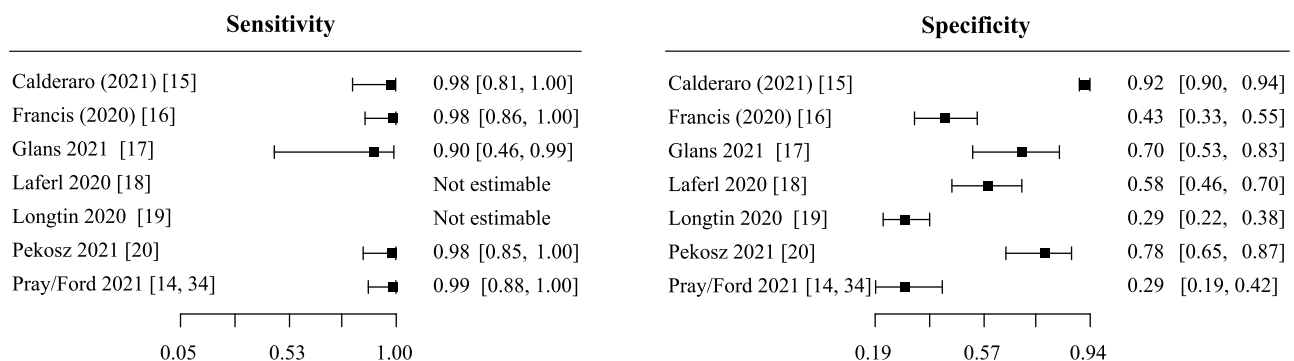 Sensitivity
Calderaro (2021) [15] 0.98 [0.81, 1.00]
Francis (2020) [16] 0.98 [0.86, 1.00]
Glans 2021 [17] 0.90 [0.46, 0.99]
Laferl 2020 [18] Not estimable
Longtin 2020 [19] Not estimable
Pekosz 2021 [20] 0.98 [0.85, 1.00]
Pray/Ford 2021 [14, 34] 0.99 [0.88, 1.00]
0.05 0.53 1.00
Specificity
Calderaro (2021) [15] 0.92 [0.90, 0.94]
Francis (2020) [16] 0.43 [0.33, 0.55]
Glans 2021 [17] 0.70 [0.53, 0.83]
Laferl 2020 [18] 0.58 [0.46, 0.70]
Longtin 2020 [19] 0.29 [0.22, 0.38]
Pekosz 2021 [20] 0.78 [0.65, 0.87]
Pray/Ford 2021 [14, 34] 0.29 [0.19, 0.42]
0.19 0.57 0.94